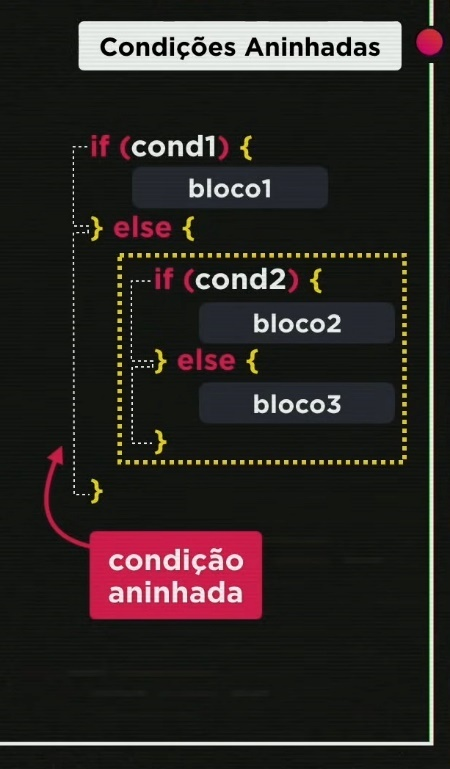 Condições Aninhadas
if (cond1) {
bloco1
} else {
if (cond2) {
bloco2
} else {
bloco3
}
}
condição
aninhada